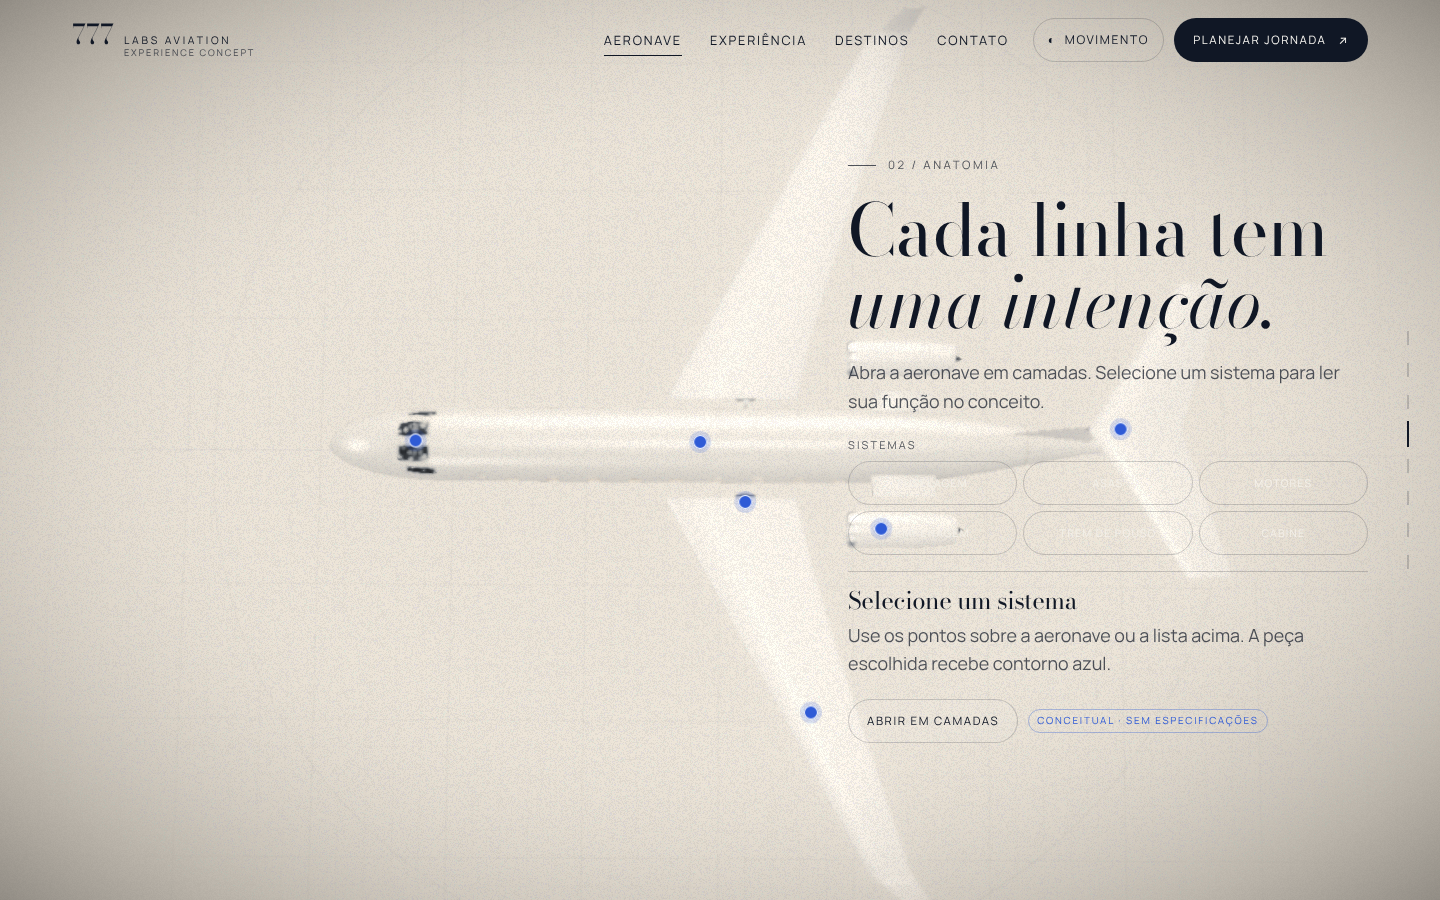 777 LABS AVIATION
EXPERIENCE CONCEPT
AERONAVE EXPERIÊNCIA DESTINOS CONTATO MOVIMENTO PLANEJAR JORNADA
02 / ANATOMIA
Cada linha tem
uma intenção.
Abra a aeronave em camadas. Selecione um sistema para ler
sua função no conceito.
SISTEMAS
MOTORES
TREM DE CABINE
Selecione um sistema
Use os pontos sobre a aeronave ou a lista acima. A peça
escolhida recebe contorno azul.
ABRIR EM CAMADAS CONCEITUAL · SEM ESPECIFICAÇÕES